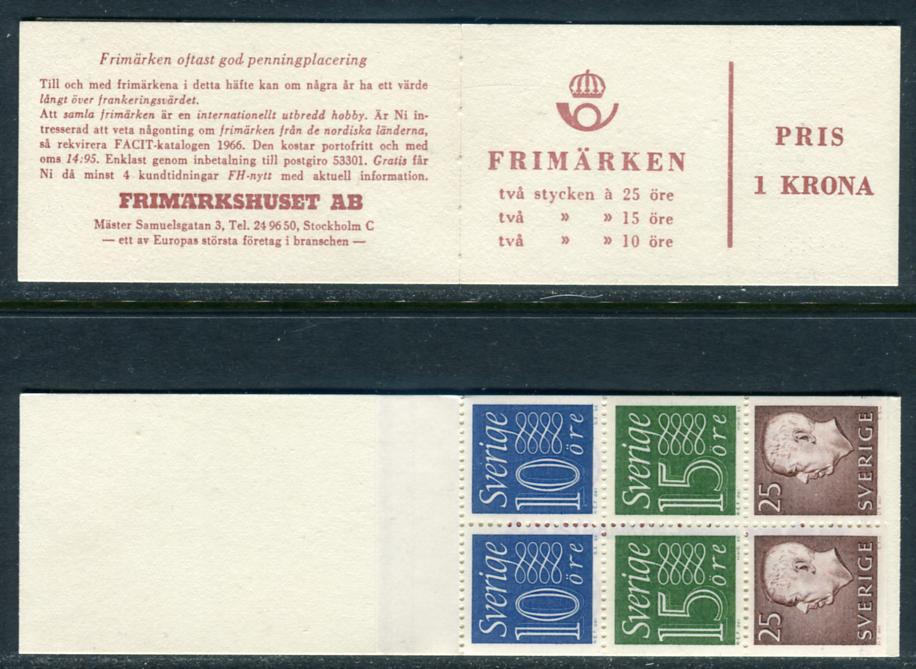 Frimärken oftast god penningplacering
Till och med frimärkena i detta häfte kan om några år ha ett värde
långt över frankeringsvärdet.
Att samla frimärken är en internationellt utbredd hobby. Är Ni in-
tresserad att veta någonting om frimärken från de nordiska länderna,
så rekvirera FACIT-katalogen 1966. Den kostar portofritt och med
oms 14:95. Enklast genom inbetalning till postgiro 53301. Gratis får
Ni då minst 4 kundtidningar FH-nytt med aktuell information.
FRIMÄRKSHUSET AB
Mäster Samuelsgatan 3, Tel. 24 96 50, Stockholm C
— ett av Europas största företag i branschen —
FRIMÄRKEN
två stycken à 25 öre
två » » 15 öre
två » » 10 öre
PRIS
1 KRONA
Sverige
10 öre
Sverige
15 öre
25
SVERIGE
Sverige
10 öre
Sverige
15 öre
25
SVERIGE